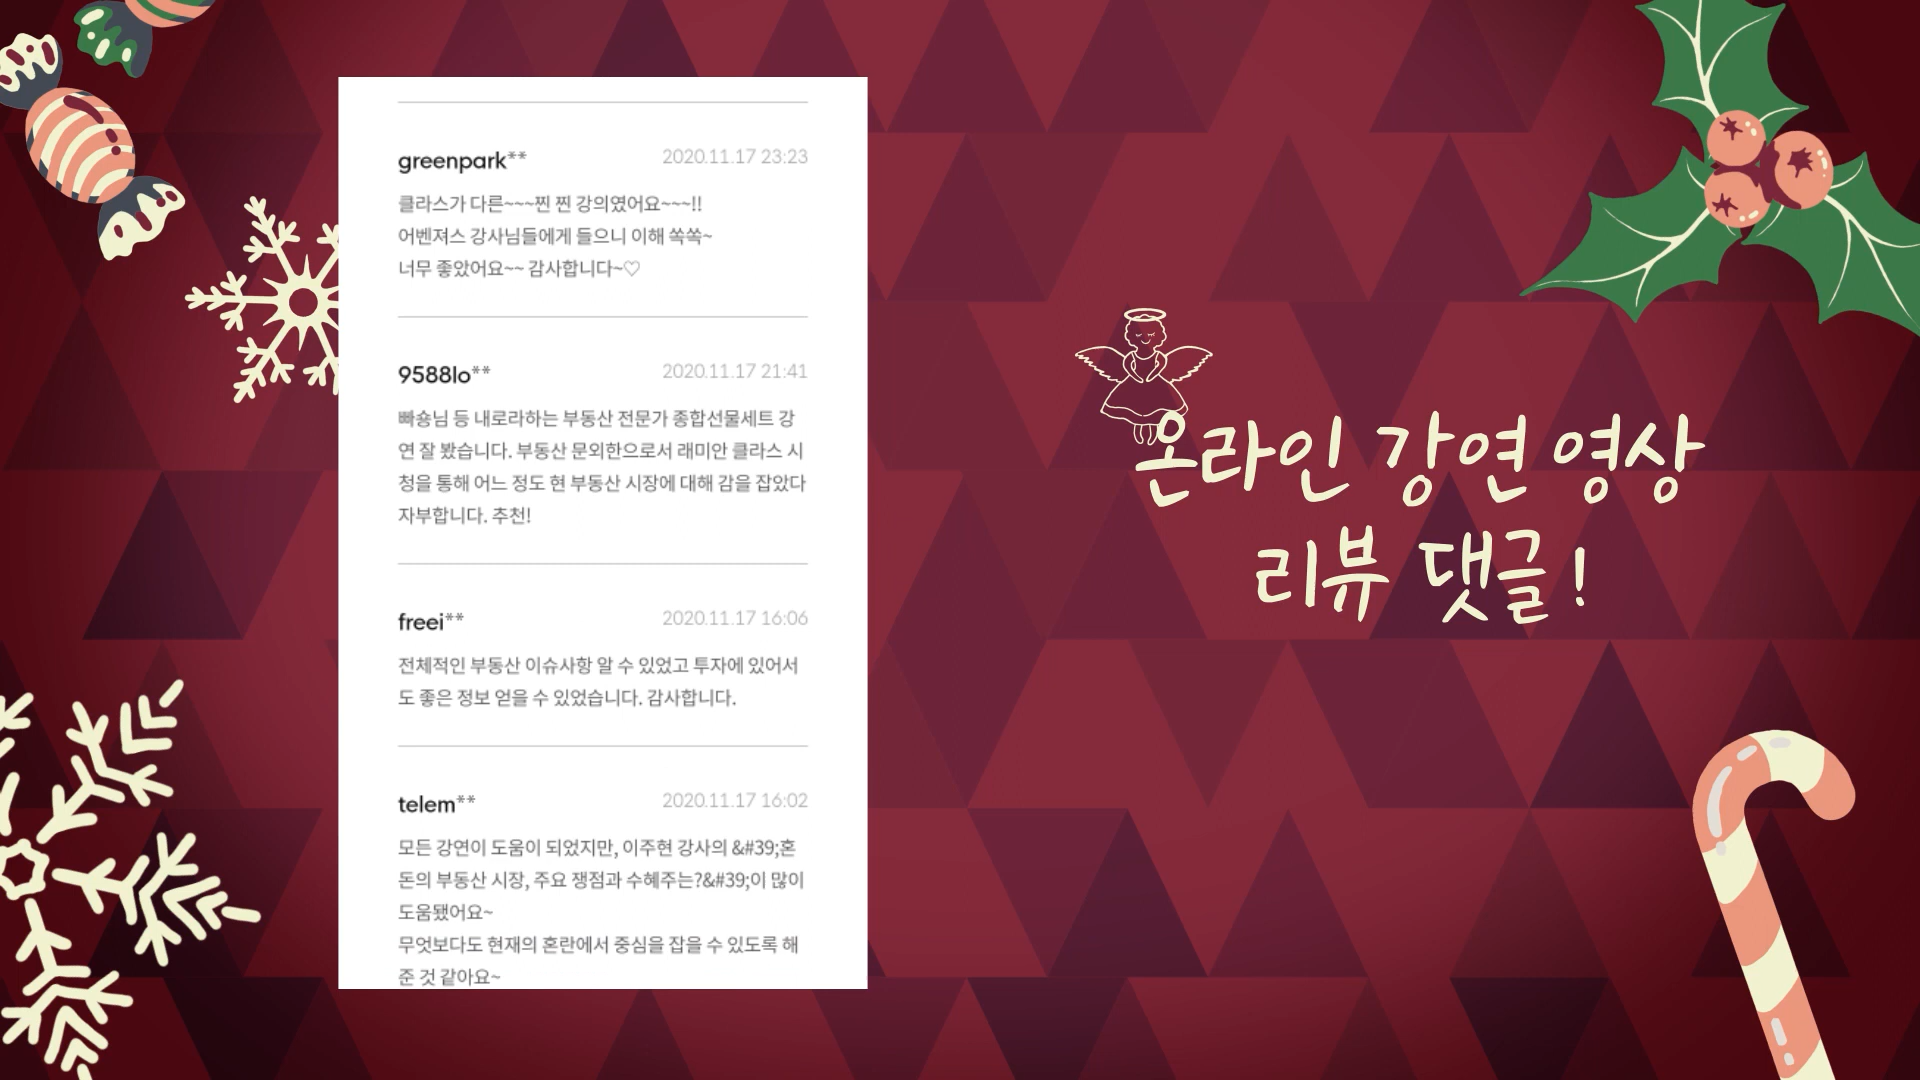 greenpark** 2020.11.17 23:23
클라스가 다른~~~찐 찐 강의였어요~~~!!
어벤져스 강사님들에게 들으니 이해 쏙쏙~
너무 좋았어요~~ 감사합니다~♡
9588lo** 2020.11.17 21:41
빠숑님 등 내로라하는 부동산 전문가 종합선물세트 강
연 잘 봤습니다. 부동산 문외한으로서 래미안 클라스 시
청을 통해 어느 정도 현 부동산 시장에 대해 감을 잡았다
자부합니다. 추천!
freei** 2020.11.17 16:06
전체적인 부동산 이슈사항 알 수 있었고 투자에 있어서
도 좋은 정보 얻을 수 있었습니다. 감사합니다.
telem** 2020.11.17 16:02
모든 강연이 도움이 되었지만, 이주현 강사의 &#39;혼
돈의 부동산 시장, 주요 쟁점과 수혜주는?&#39;이 많이
도움됐어요~
무엇보다도 현재의 혼란에서 중심을 잡을 수 있도록 해
준 것 같아요~
온라인 강연 영상
리뷰 댓글!